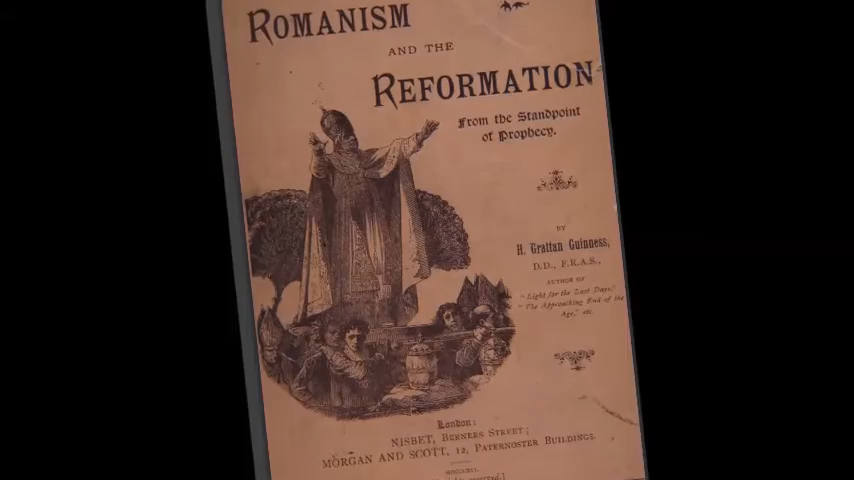 ROMANISM
AND THE
REFORMATION
From the Standpoint
of Prophecy.
BY
H. Grattan Guinness,
D.D., F.R.A.S.,
AUTHOR OF
"Light for the Last Days,"
"The Approaching End of the
Age," etc.
London:
NISBET, BERNERS STREET;
MORGAN AND SCOTT, 12, PATERNOSTER BUILDINGS.
reserved.]